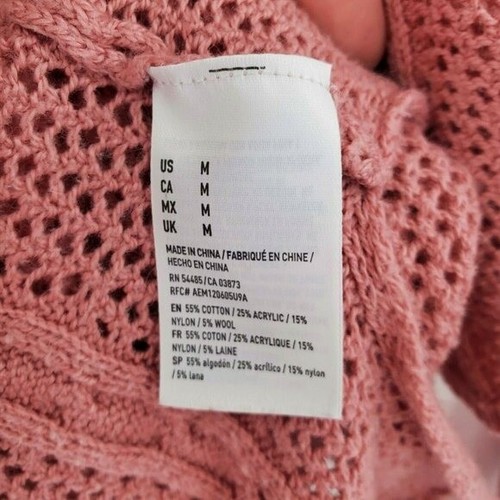 US M
CA M
MX M
UK M
MADE IN CHINA / FABRIQUÉ EN CHINE /
HECHO EN CHINA
RN 54485 / CA 03873
RFC# AEM120605U9A
EN 55% COTTON / 25% ACRYLIC / 15%
NYLON / 5% WOOL
FR 55% COTON / 25% ACRYLIQUE / 15%
NYLON / 5% LAINE
SP 55% algodón / 25% acrílico / 15% nylon
/ 5% lana